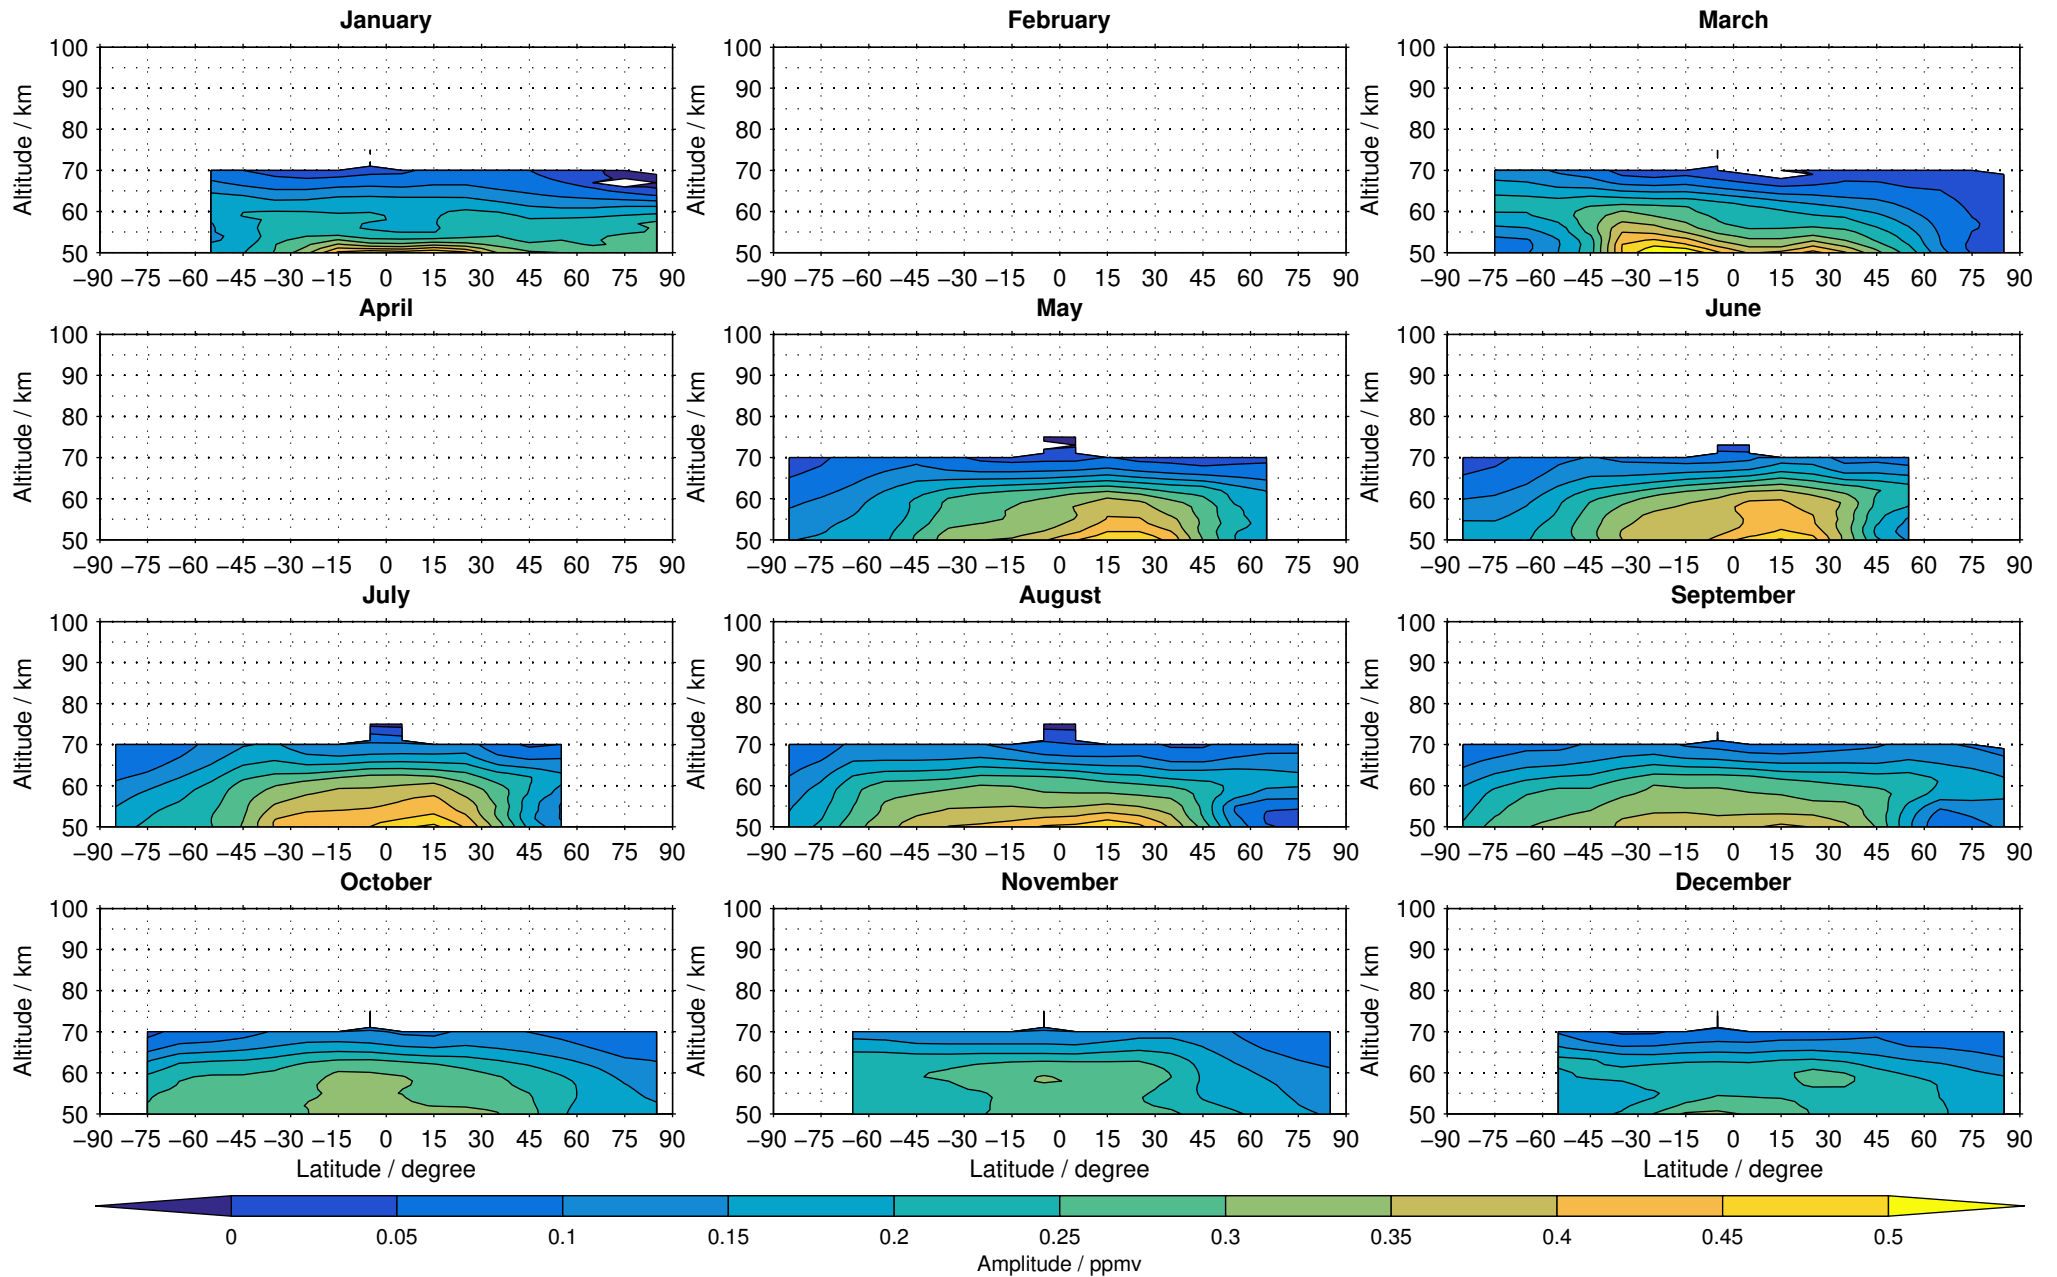 January February March
100 100 100
90 90 90
80 80 80
70 70 70
60 60 60
50 50 50
Altitude / km Altitude / km Altitude / km
−90 −75 −60 −45 −30 −15 0 15 30 45 60 75 90 −90 −75 −60 −45 −30 −15 0 15 30 45 60 75 90 −90 −75 −60 −45 −30 −15 0 15 30 45 60 75 90
April May June
100 100 100
90 90 90
80 80 80
70 70 70
60 60 60
50 50 50
Altitude / km Altitude / km Altitude / km
−90 −75 −60 −45 −30 −15 0 15 30 45 60 75 90 −90 −75 −60 −45 −30 −15 0 15 30 45 60 75 90 −90 −75 −60 −45 −30 −15 0 15 30 45 60 75 90
July August September
100 100 100
90 90 90
80 80 80
70 70 70
60 60 60
50 50 50
Altitude / km Altitude / km Altitude / km
−90 −75 −60 −45 −30 −15 0 15 30 45 60 75 90 −90 −75 −60 −45 −30 −15 0 15 30 45 60 75 90 −90 −75 −60 −45 −30 −15 0 15 30 45 60 75 90
October November December
100 100 100
90 90 90
80 80 80
70 70 70
60 60 60
50 50 50
Altitude / km Altitude / km Altitude / km
−90 −75 −60 −45 −30 −15 0 15 30 45 60 75 90 −90 −75 −60 −45 −30 −15 0 15 30 45 60 75 90 −90 −75 −60 −45 −30 −15 0 15 30 45 60 75 90
Latitude / degree Latitude / degree Latitude / degree
0 0.05 0.1 0.15 0.2 0.25 0.3 0.35 0.4 0.45 0.5
Amplitude / ppmv